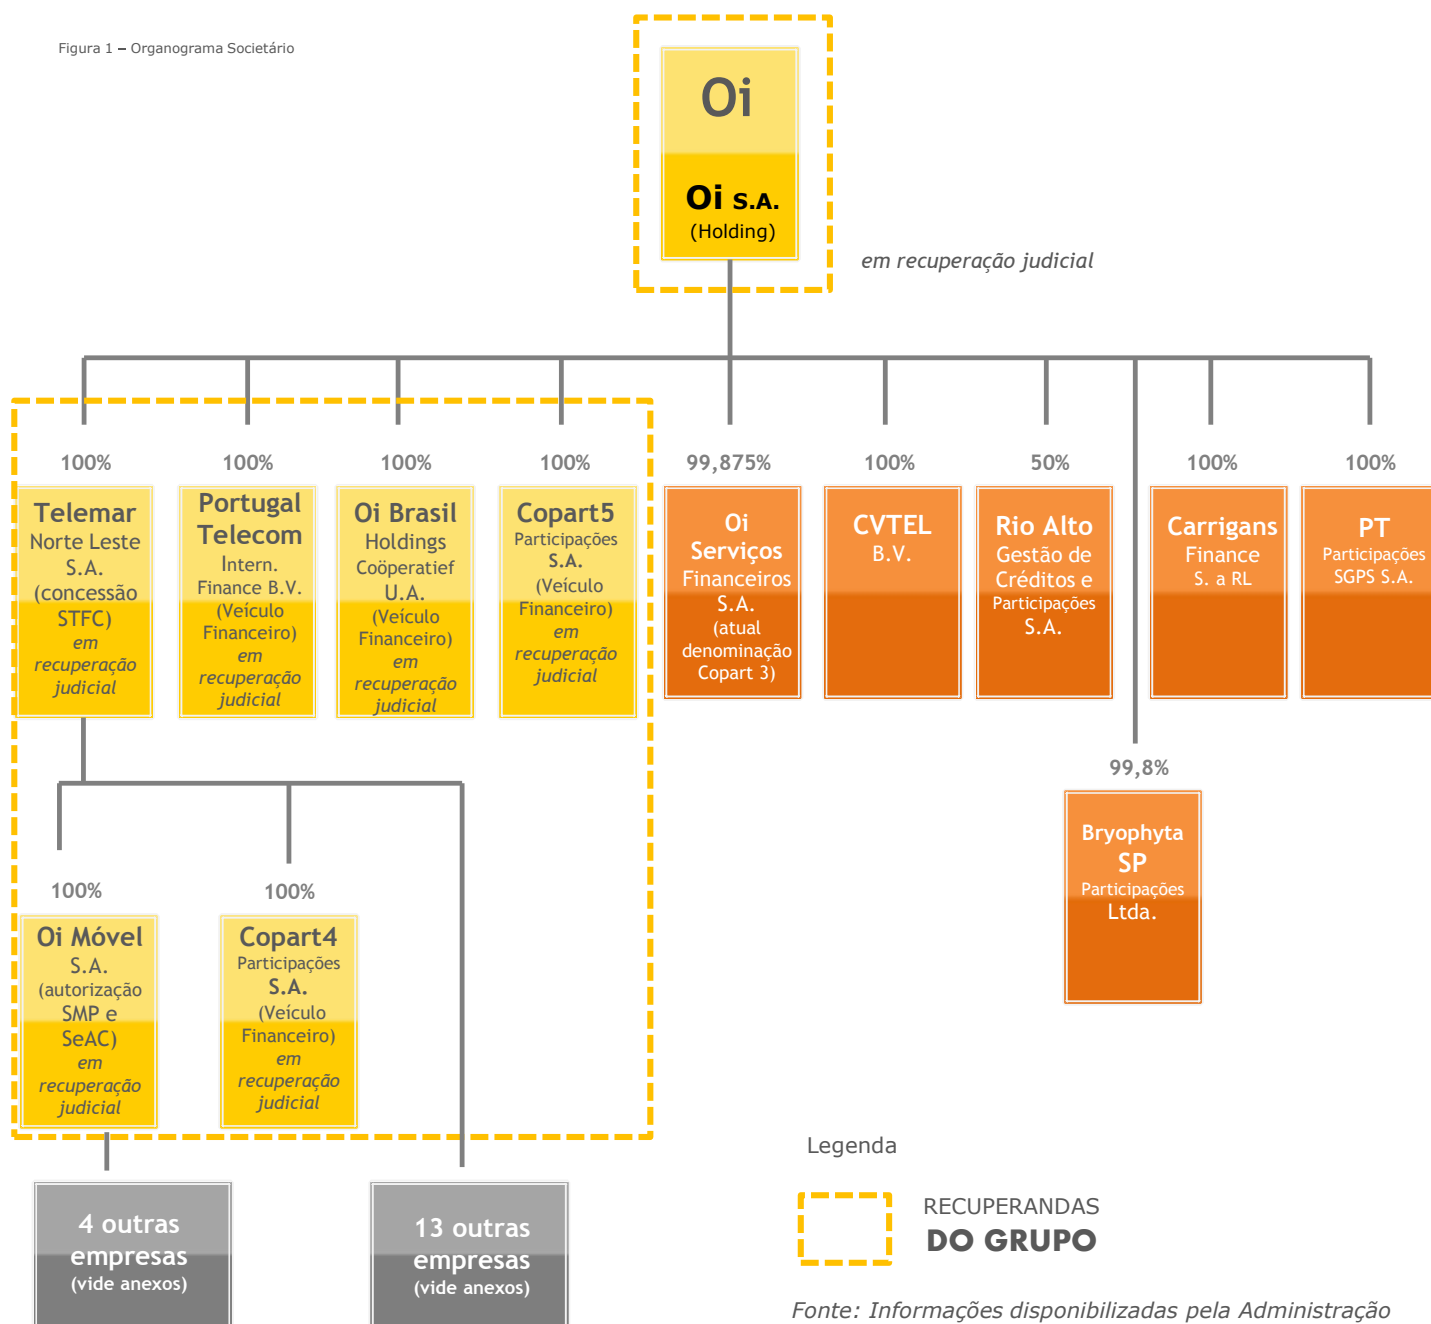 Figura 1 – Organograma Societário
Oi
Oi S.A.
(Holding)
em recuperação judicial
100%
100%
100%
100%
99,875%
100%
50%
100%
100%
Telemar
Norte Leste
S.A.
(concessão
STFC)
em
recuperação
judicial
Portugal
Telecom
Intern.
Finance B.V.
(Veículo
Financeiro)
em
recuperação
judicial
Oi Brasil
Holdings
Coöperatief
U.A.
(Veículo
Financeiro)
em
recuperação
judicial
Copart5
Participações
S.A.
(Veículo
Financeiro)
em
recuperação
judicial
Oi
Serviços
Financeiros
S.A.
(atual
denominação
Copart 3)
CVTEL
B.V.
Rio Alto
Gestão de
Créditos e
Participações
S.A.
Carrigans
Finance
S. a RL
PT
Participações
SGPS S.A.
99,8%
Bryophyta
SP
Participações
Ltda.
100%
100%
Oi Móvel
S.A.
(autorização
SMP e
SeAC)
em
recuperação
judicial
Copart4
Participações
S.A.
(Veículo
Financeiro)
em
recuperação
judicial
4 outras
empresas
(vide anexos)
13 outras
empresas
(vide anexos)
Legenda
RECUPERANDAS
DO GRUPO
Fonte: Informações disponibilizadas pela Administração